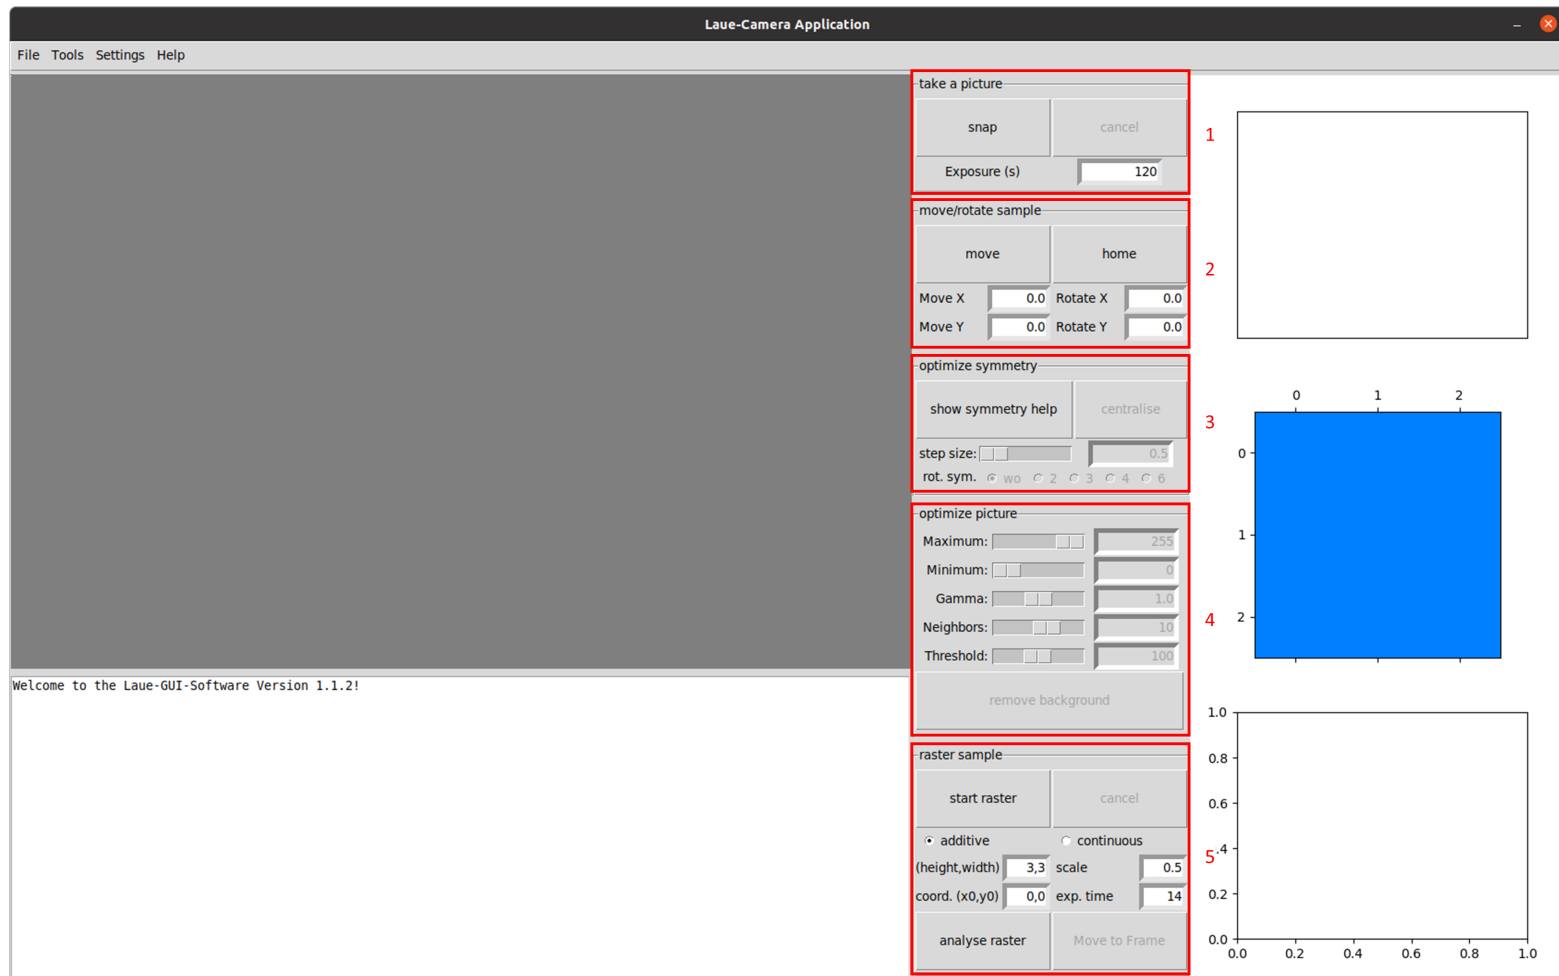 Laue-Camera Application
File Tools Settings Help
take a picture
snap cancel
Exposure (s) 120
1
move/rotate sample
move home
Move X 0.0 Rotate X 0.0
Move Y 0.0 Rotate Y 0.0
2
optimize symmetry
show symmetry help centralise
step size: 0.5
rot. sym. wo 2 3 4 6
3
optimize picture
Maximum: 255
Minimum: 0
Gamma: 1.0
Neighbors: 10
Threshold: 100
remove background
4
raster sample
start raster cancel
additive continuous
(height,width) 3,3 scale 0.5
coord. (x0,y0) 0,0 exp. time 14
analyse raster Move to Frame
5
0 1 2
0
1
2
1.0
0.8
0.6
.4
0.2
0.0
0.0 0.2 0.4 0.6 0.8 1.0
Welcome to the Laue-GUI-Software Version 1.1.2!